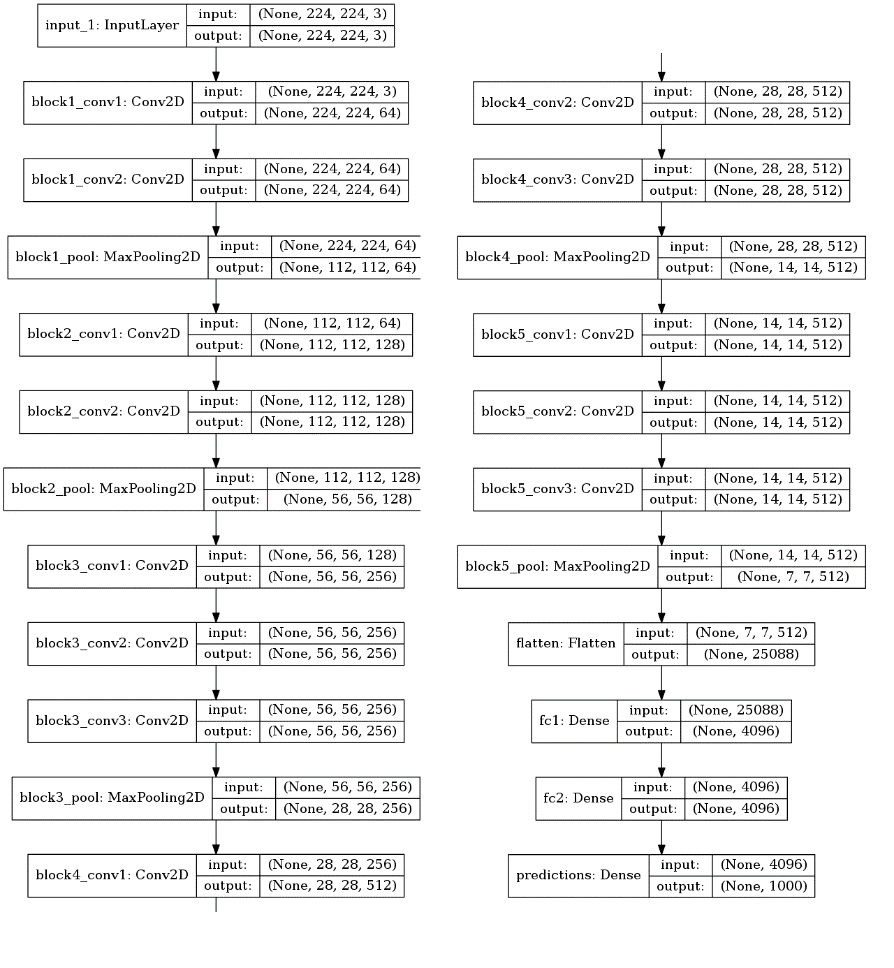 input_1: InputLayer input: (None, 224, 224, 3)
output: (None, 224, 224, 3)
block1_conv1: Conv2D input: (None, 224, 224, 3)
output: (None, 224, 224, 64)
block1_conv2: Conv2D input: (None, 224, 224, 64)
output: (None, 224, 224, 64)
block1_pool: MaxPooling2D input: (None, 224, 224, 64)
output: (None, 112, 112, 64)
block2_conv1: Conv2D input: (None, 112, 112, 64)
output: (None, 112, 112, 128)
block2_conv2: Conv2D input: (None, 112, 112, 128)
output: (None, 112, 112, 128)
block2_pool: MaxPooling2D input: (None, 112, 112, 128)
output: (None, 56, 56, 128)
block3_conv1: Conv2D input: (None, 56, 56, 128)
output: (None, 56, 56, 256)
block3_conv2: Conv2D input: (None, 56, 56, 256)
output: (None, 56, 56, 256)
block3_conv3: Conv2D input: (None, 56, 56, 256)
output: (None, 56, 56, 256)
block3_pool: MaxPooling2D input: (None, 56, 56, 256)
output: (None, 28, 28, 256)
block4_conv1: Conv2D input: (None, 28, 28, 256)
output: (None, 28, 28, 512)
block4_conv2: Conv2D input: (None, 28, 28, 512)
output: (None, 28, 28, 512)
block4_conv3: Conv2D input: (None, 28, 28, 512)
output: (None, 28, 28, 512)
block4_pool: MaxPooling2D input: (None, 28, 28, 512)
output: (None, 14, 14, 512)
block5_conv1: Conv2D input: (None, 14, 14, 512)
output: (None, 14, 14, 512)
block5_conv2: Conv2D input: (None, 14, 14, 512)
output: (None, 14, 14, 512)
block5_conv3: Conv2D input: (None, 14, 14, 512)
output: (None, 14, 14, 512)
block5_pool: MaxPooling2D input: (None, 14, 14, 512)
output: (None, 7, 7, 512)
flatten: Flatten input: (None, 7, 7, 512)
output: (None, 25088)
fc1: Dense input: (None, 25088)
output: (None, 4096)
fc2: Dense input: (None, 4096)
output: (None, 4096)
predictions: Dense input: (None, 4096)
output: (None, 1000)